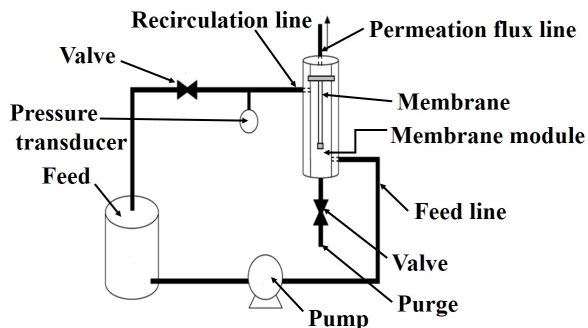 Recirculation line
Permeation flux line
Valve
Membrane
Pressure
transducer
Membrane module
Feed
Feed line
Valve
Purge
Pump